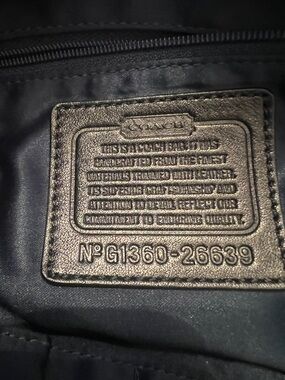 COACH
THIS IS A COACH BAG. IT WAS
HANDCRAFTED FROM THE FINEST
MATERIALS TRIMMED WITH LEATHER.
ITS SUPERIOR CRAFTSMANSHIP AND
ATTENTION TO DETAIL REFLECT OUR
COMMITMENT TO ENDURING QUALITY.
Nº G1360-26639